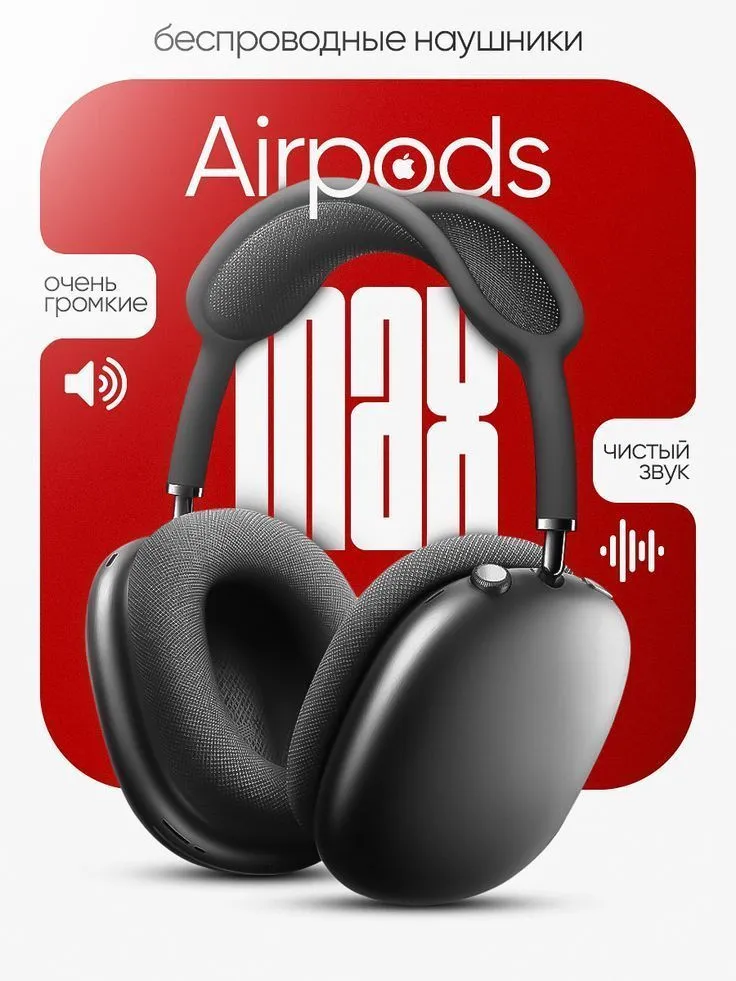 беспроводные наушники
Airpods
max
очень
громкие
чистый
звук